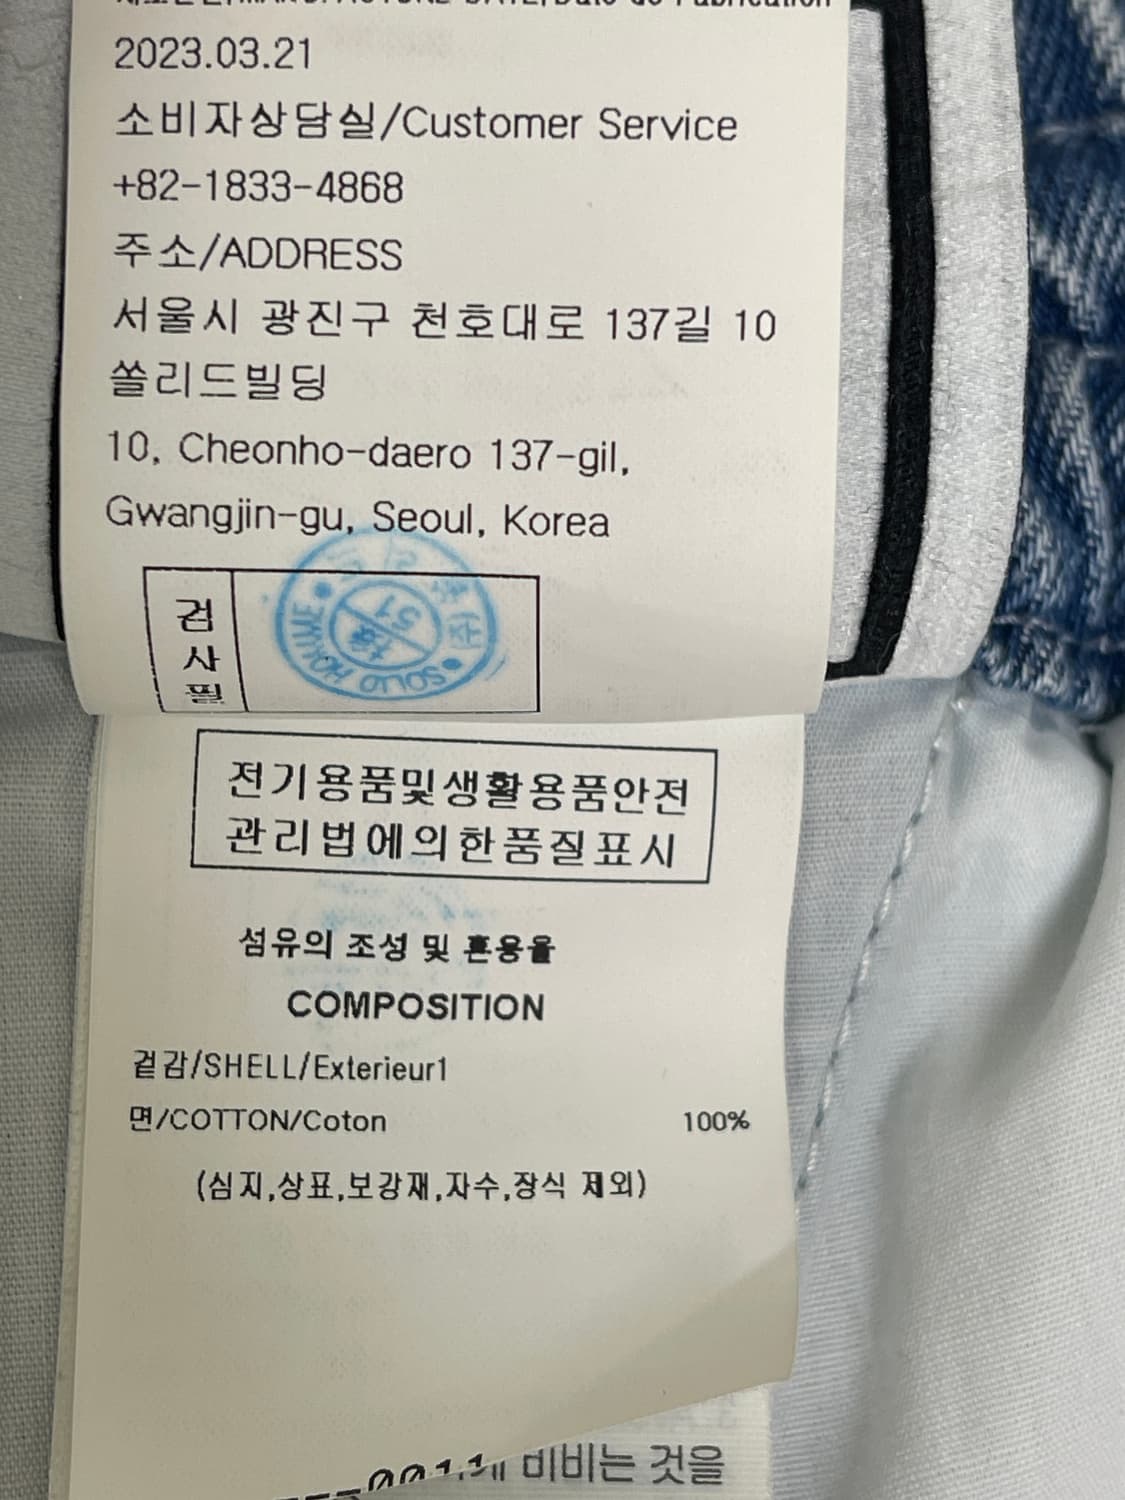 2023.03.21
소비자상담실/Customer Service
+82-1833-4868
주소/ADDRESS
서울시 광진구 천호대로 137길 10
쏠리드빌딩
10, Cheonho-daero 137-gil,
Gwangjin-gu, Seoul, Korea
검사필
SOLID HOMME
51
전기용품및생활용품안전
관리법에의한품질표시
섬유의 조성 및 혼용율
COMPOSITION
겉감/SHELL/Exterieur1
면/COTTON/Coton 100%
(심지,상표,보강재,자수,장식 제외)
비비는 것을